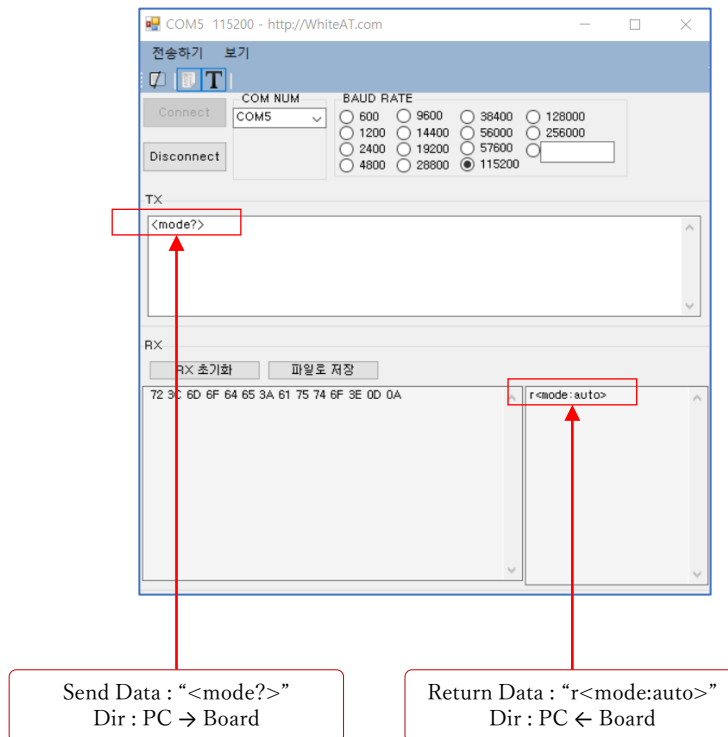 COM5 115200 - http://WhiteAT.com
전송하기 보기
T
COM NUM
BAUD RATE
Connect
COM5
600 9600 38400 128000
1200 14400 56000 256000
2400 19200 57600
4800 28800 115200
Disconnect
TX
<mode?>
RX
RX 초기화 파일로 저장
72 3C 6D 6F 64 65 3A 61 75 74 6F 3E 0D 0A
r<mode:auto>
Send Data : “<mode?>”
Dir : PC → Board
Return Data : “r<mode:auto>”
Dir : PC ← Board